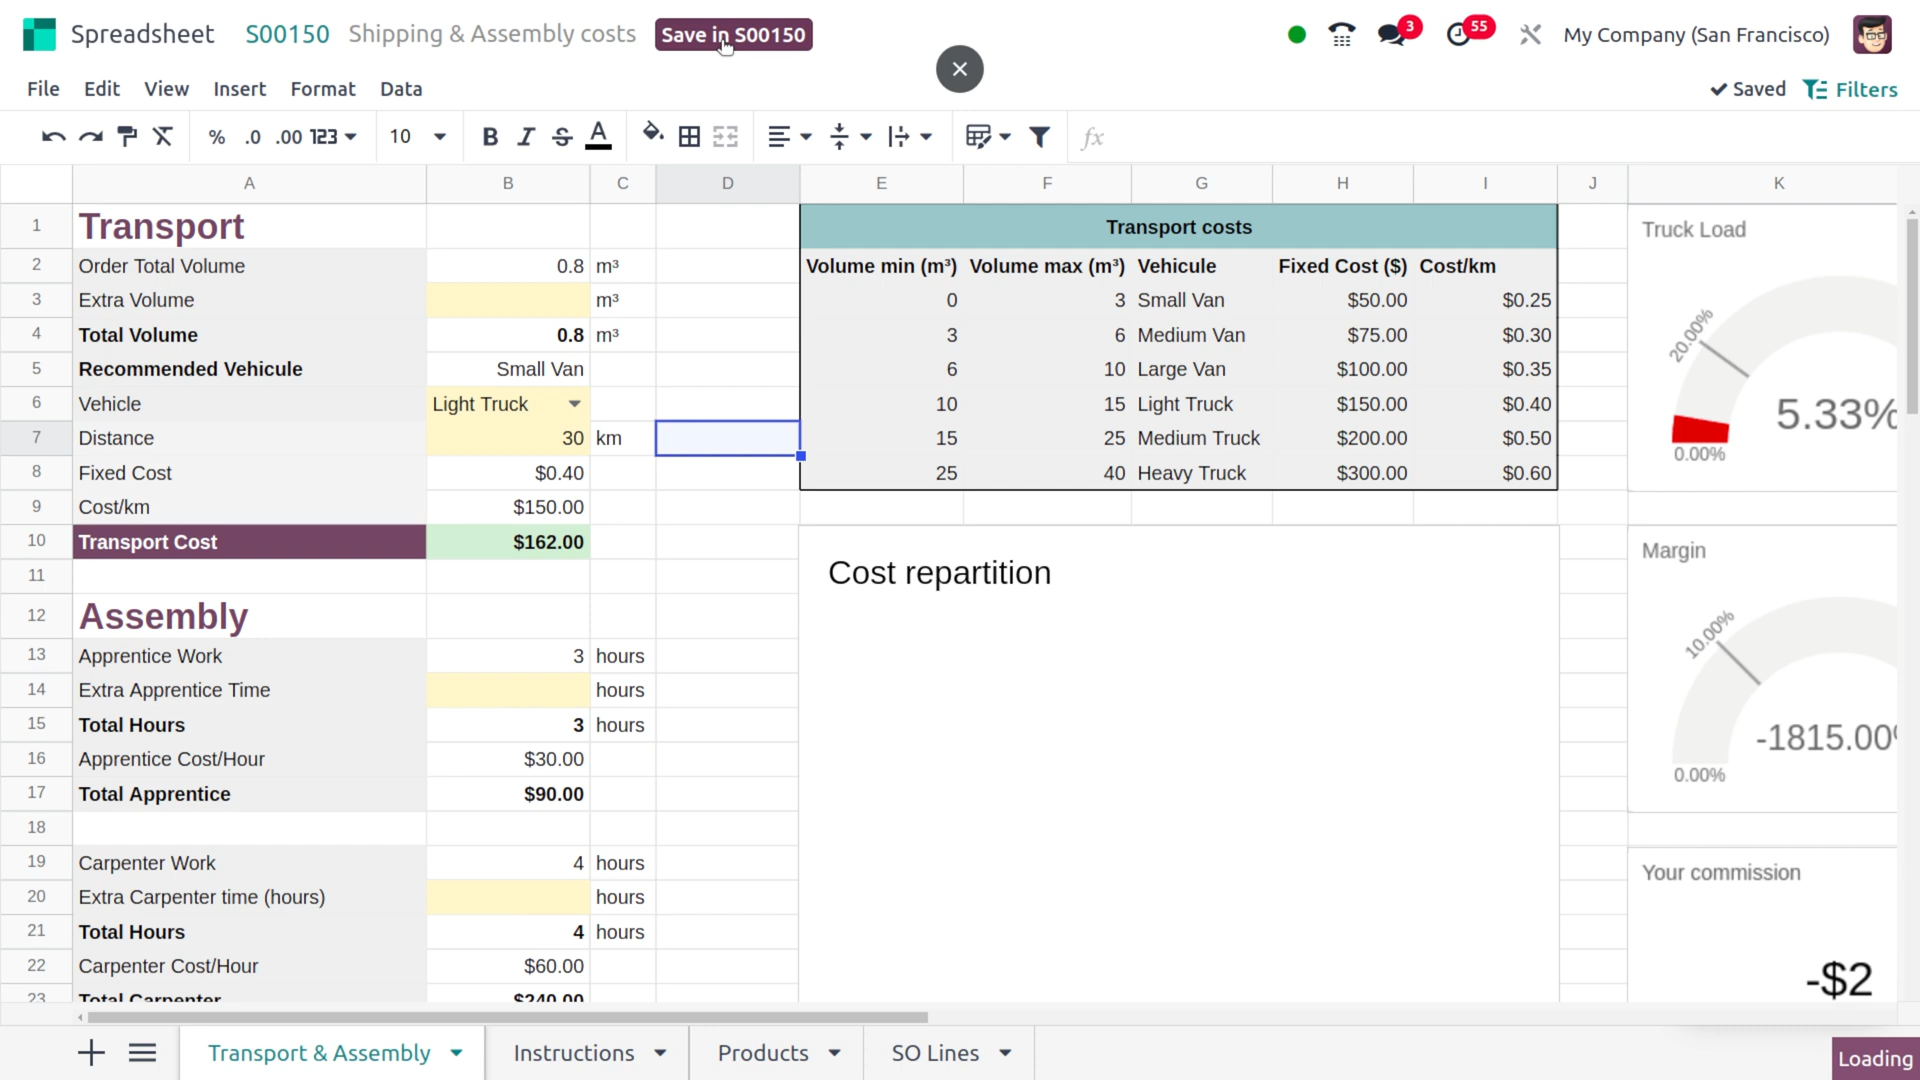 Spreadsheet S00150 Shipping & Assembly costs Save in S00150 3 55 My Company (San Francisco)
File Edit View Insert Format Data Saved Filters
% .0 .00 123 10 B I S A fx
A B C D E F G H I J K
1 Transport Transport costs Truck Load
2 Order Total Volume 0.8 m³ Volume min (m³) Volume max (m³) Vehicule Fixed Cost ($) Cost/km
3 Extra Volume m³ 0 3 Small Van $50.00 $0.25
20.00%
4 Total Volume 0.8 m³ 3 6 Medium Van $75.00 $0.30
5 Recommended Vehicule Small Van 6 10 Large Van $100.00 $0.35
6 Vehicle Light Truck 10 15 Light Truck $150.00 $0.40 5.33%
7 Distance 30 km 15 25 Medium Truck $200.00 $0.50 0.00%
8 Fixed Cost $0.40 25 40 Heavy Truck $300.00 $0.60
9 Cost/km $150.00
10 Transport Cost $162.00 Margin
11 Cost repartition
12 Assembly 10.00%
13 Apprentice Work 3 hours
14 Extra Apprentice Time hours
15 Total Hours 3 hours -1815.00
16 Apprentice Cost/Hour $30.00 0.00%
17 Total Apprentice $90.00
18
19 Carpenter Work 4 hours Your commission
20 Extra Carpenter time (hours) hours
21 Total Hours 4 hours
22 Carpenter Cost/Hour $60.00 -$2
23 Total Carpenter $240.00
Transport & Assembly Instructions Products SO Lines Loading